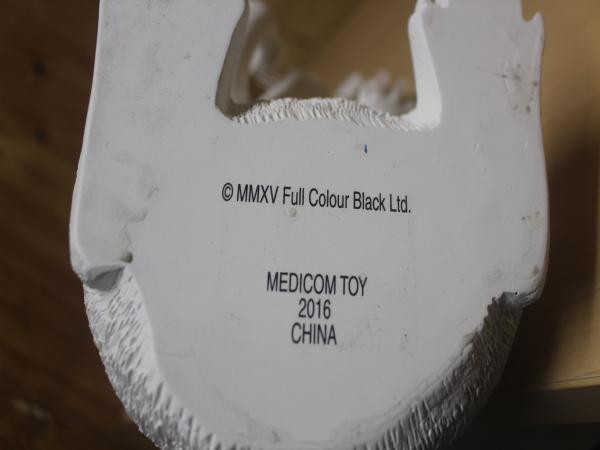 © MMXV Full Colour Black Ltd.
MEDICOM TOY
2016
CHINA